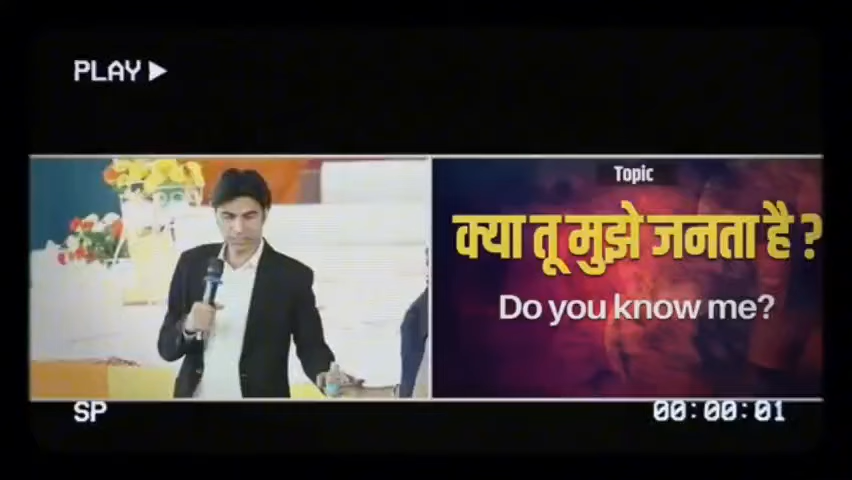 PLAY
Topic
क्या तू मुझे जनता है ?
Do you know me?
SP
00:00:01